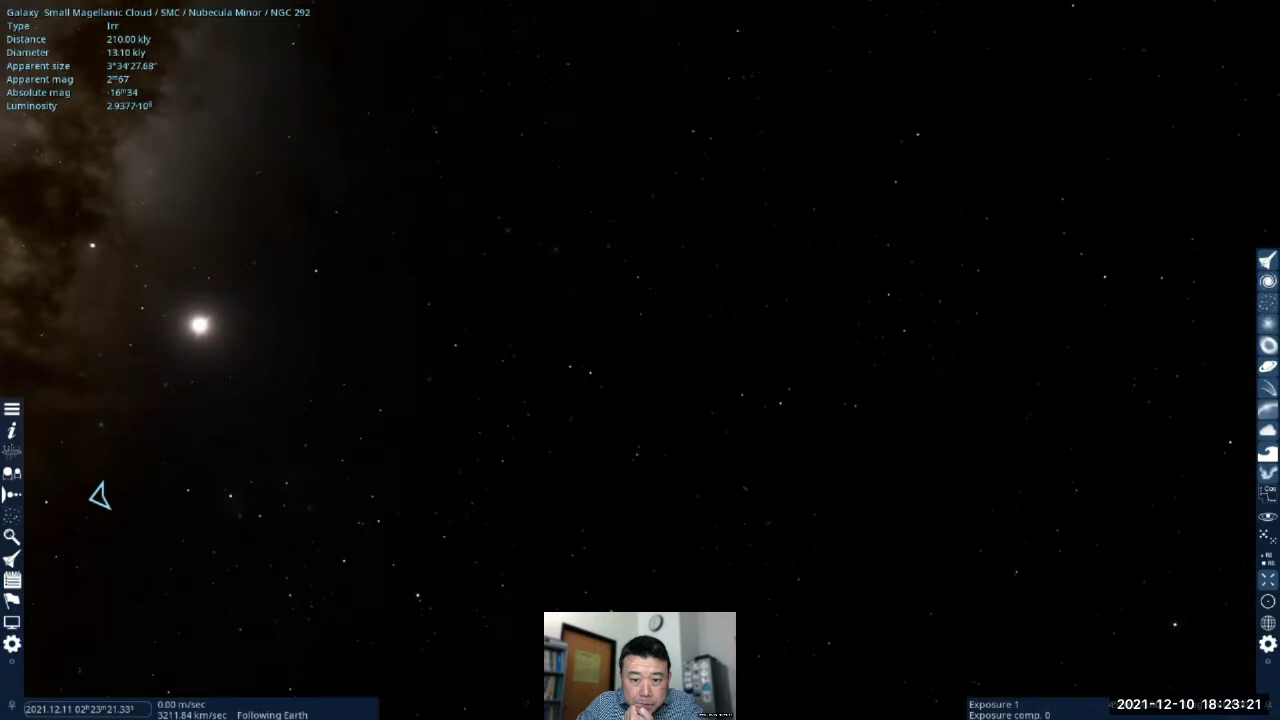 Galaxy Small Magellanic Cloud / SMC / Nubecula Minor / NGC 292
Type Irr
Distance 210.00 kly
Diameter 13.10 kly
Apparent size 3°34'27.68"
Apparent mag 2ᵐ67
Absolute mag -16ᵐ34
Luminosity 2.9377·10⁸
2021.12.11 02ʰ23ᵐ21.33ˢ
0.00 m/sec
3211.84 km/sec Following Earth
Exposure 1
Exposure comp. 0
2021-12-10 18:23:21